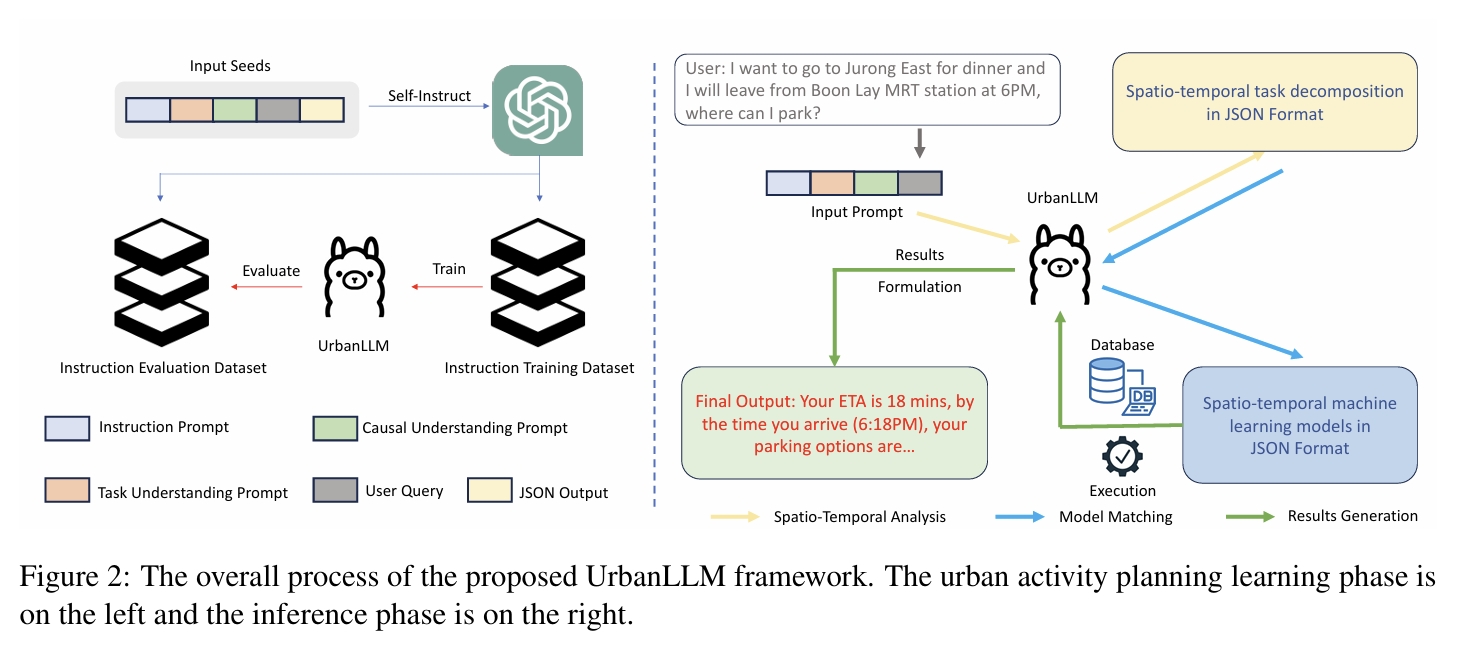 Input Seeds
Self-Instruct
Evaluate
Train
UrbanLLM
Instruction Evaluation Dataset
Instruction Training Dataset
Instruction Prompt
Causal Understanding Prompt
Task Understanding Prompt
User Query
JSON Output
User: I want to go to Jurong East for dinner and
I will leave from Boon Lay MRT station at 6PM,
where can I park?
Input Prompt
UrbanLLM
Spatio-temporal task decomposition
in JSON Format
Results
Formulation
Database
DB
Execution
Final Output: Your ETA is 18 mins, by
the time you arrive (6:18PM), your
parking options are...
Spatio-temporal machine
learning models in
JSON Format
Spatio-Temporal Analysis
Model Matching
Results Generation
Figure 2: The overall process of the proposed UrbanLLM framework. The urban activity planning learning phase is
on the left and the inference phase is on the right.